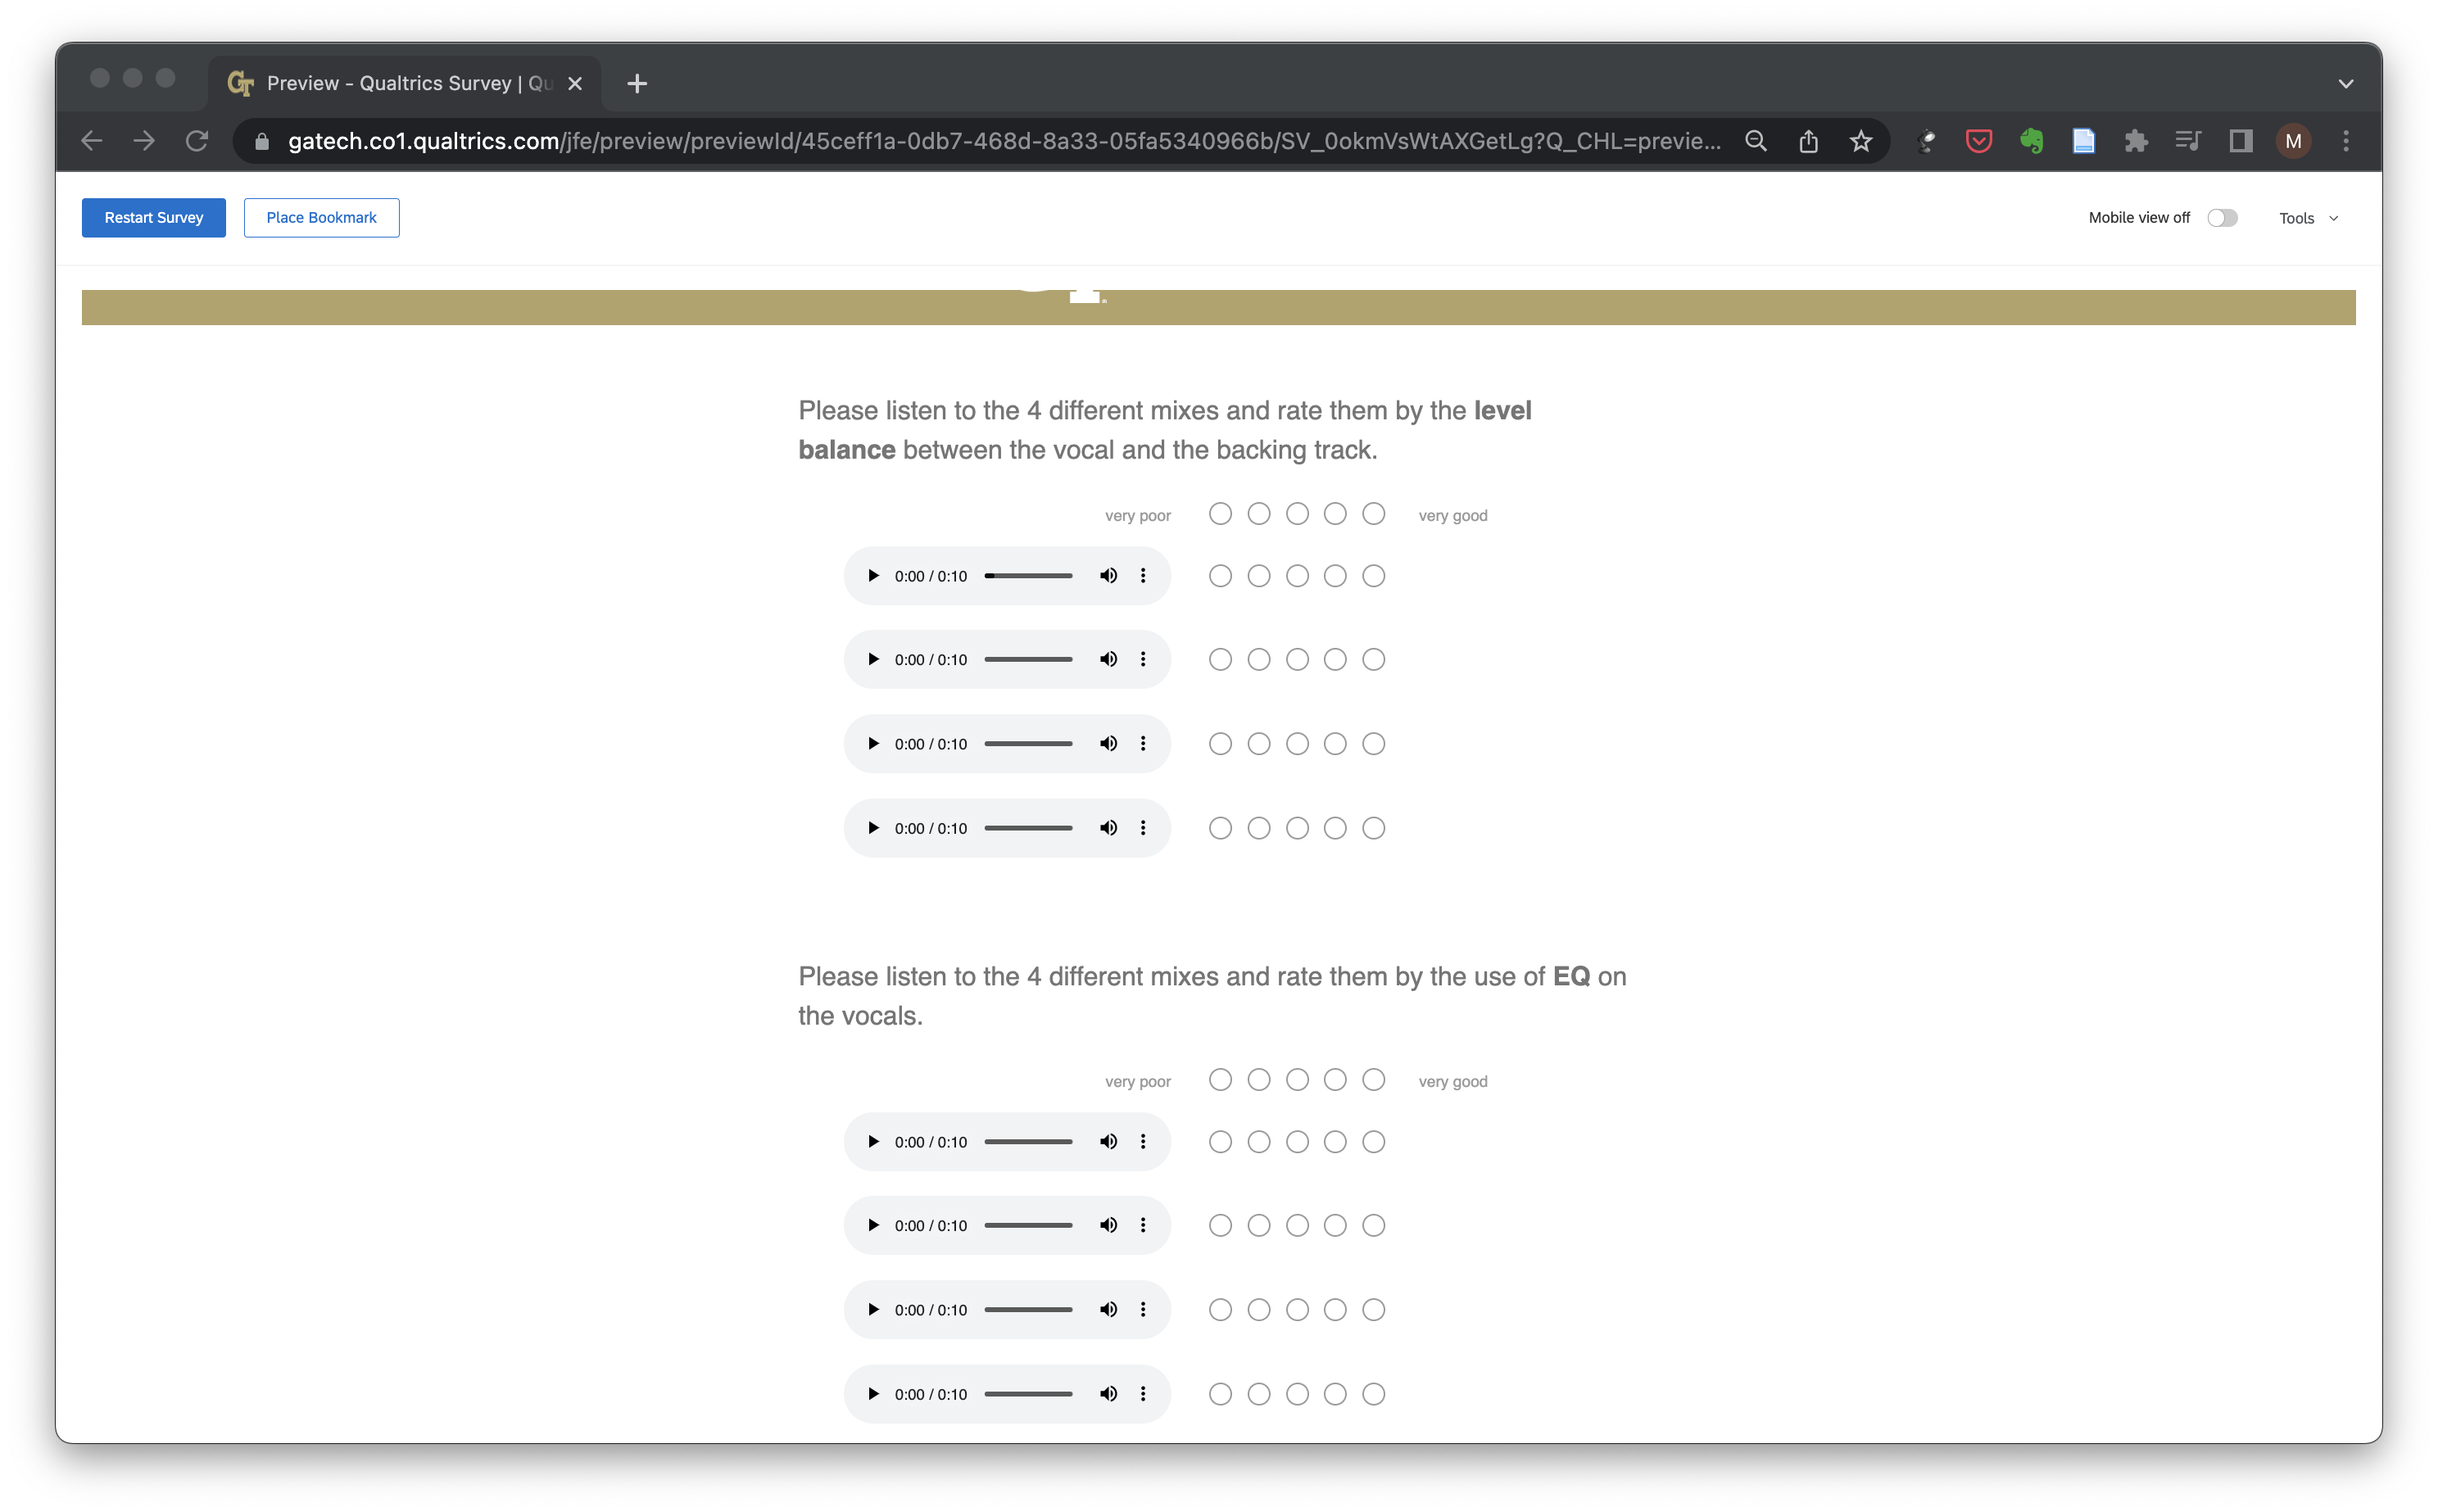 GT Preview - Qualtrics Survey | Qu
gatech.co1.qualtrics.com/jfe/preview/previewId/45ceff1a-0db7-468d-8a33-05fa5340966b/SV_0okmVsWtAXGetLg?Q_CHL=previe... M
Restart Survey Place Bookmark Mobile view off Tools
Please listen to the 4 different mixes and rate them by the level
balance between the vocal and the backing track.
very poor very good
0:00 / 0:10
0:00 / 0:10
0:00 / 0:10
0:00 / 0:10
Please listen to the 4 different mixes and rate them by the use of EQ on
the vocals.
very poor very good
0:00 / 0:10
0:00 / 0:10
0:00 / 0:10
0:00 / 0:10